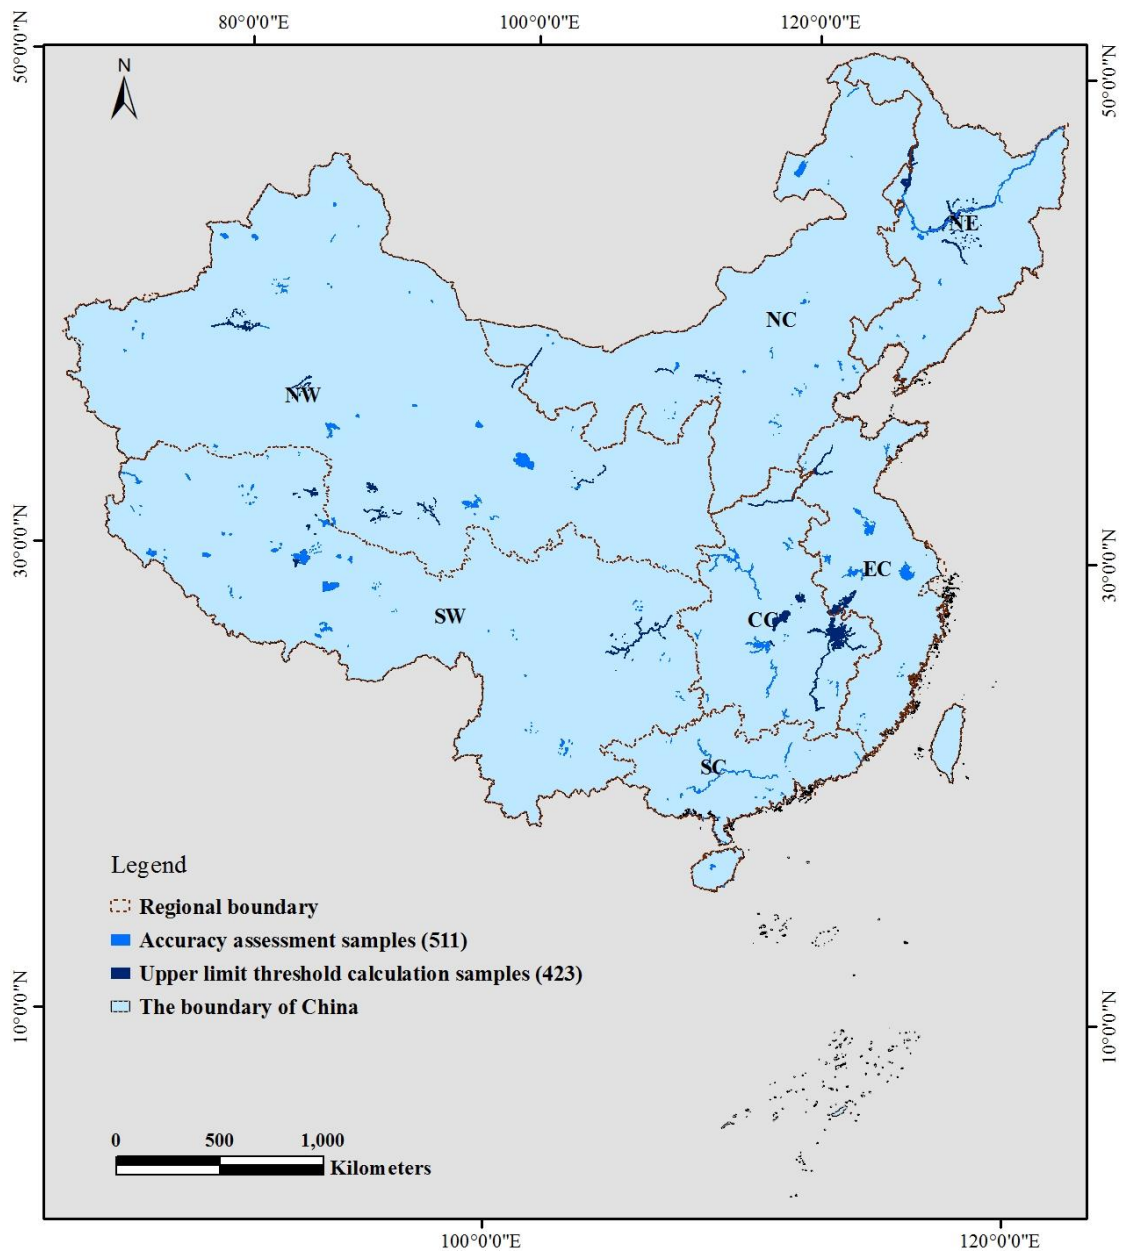 80°0'0"E 100°0'0"E 120°0'0"E
50°0'0"N
50°0'0"N
N
NE
NC
NW
30°0'0"N
30°0'0"N
EC
SW
CC
SC
Legend
Regional boundary
Accuracy assessment samples (511)
Upper limit threshold calculation samples (423)
The boundary of China
10°0'0"N
10°0'0"N
0 500 1,000
Kilometers
100°0'0"E 120°0'0"E